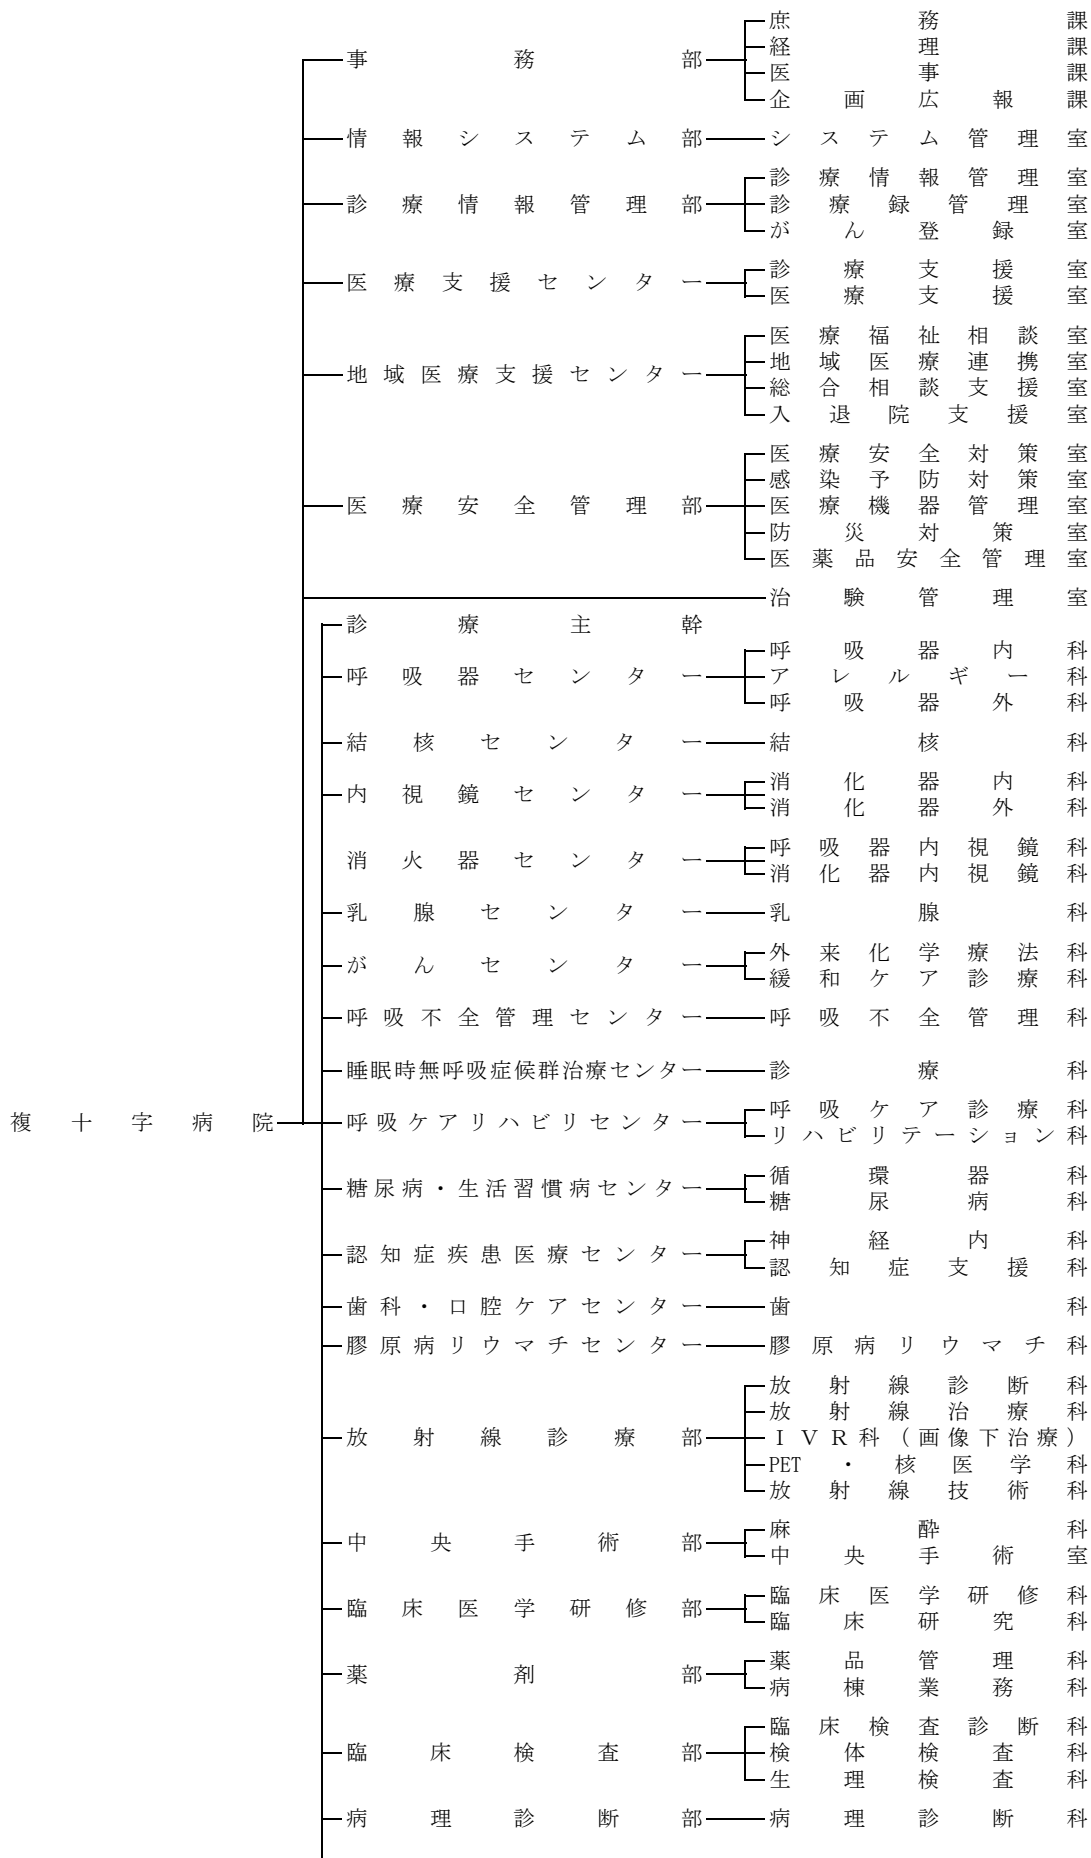 庶務課
経理課
事務部
医事課
企画広報課
情報システム部 システム管理室
診療情報管理室
診療情報管理部 診療録管理室
がん登録室
診療支援室
医療支援センター
医療支援室
医療福祉相談室
地域医療連携室
地域医療支援センター
総合相談支援室
入退院支援室
医療安全対策室
感染予防対策室
医療安全管理部 医療機器管理室
防災対策室
医薬品安全管理室
治験管理室
診療主幹
呼吸器内科
呼吸器センター アレルギー科
呼吸器外科
結核センター 結核科
消化器内科
内視鏡センター
消化器外科
呼吸器内視鏡科
消火器センター
消化器内視鏡科
乳腺センター 乳腺科
外来化学療法科
がんセンター
緩和ケア診療科
呼吸不全管理センター 呼吸不全管理科
睡眠時無呼吸症候群治療センター 診療科
呼吸ケア診療科
複十字病院 呼吸ケアリハビリセンター
リハビリテーション科
循環器科
糖尿病・生活習慣病センター
糖尿病科
神経内科
認知症疾患医療センター
認知症支援科
歯科・口腔ケアセンター 歯科
膠原病リウマチセンター 膠原病リウマチ科
放射線診断科
放射線治療科
放射線診療部 IVR科(画像下治療)
PET・核医学科
放射線技術科
麻酔科
中央手術部
中央手術室
臨床医学研修科
臨床医学研修部
臨床研究科
薬品管理科
薬剤部
病棟業務科
臨床検査診断科
臨床検査部 検体検査科
生理検査科
病理診断部 病理診断科